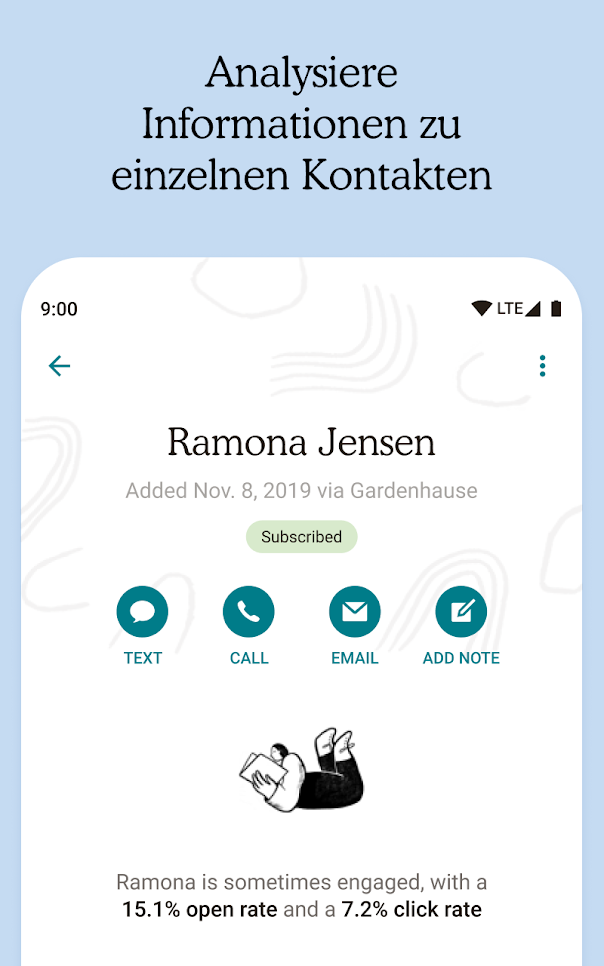 Analysiere
Informationen zu
einzelnen Kontakten
9:00
LTE
Ramona Jensen
Added Nov. 8, 2019 via Gardenhause
Subscribed
TEXT
CALL
EMAIL
ADD NOTE
Ramona is sometimes engaged, with a
15.1% open rate and a 7.2% click rate